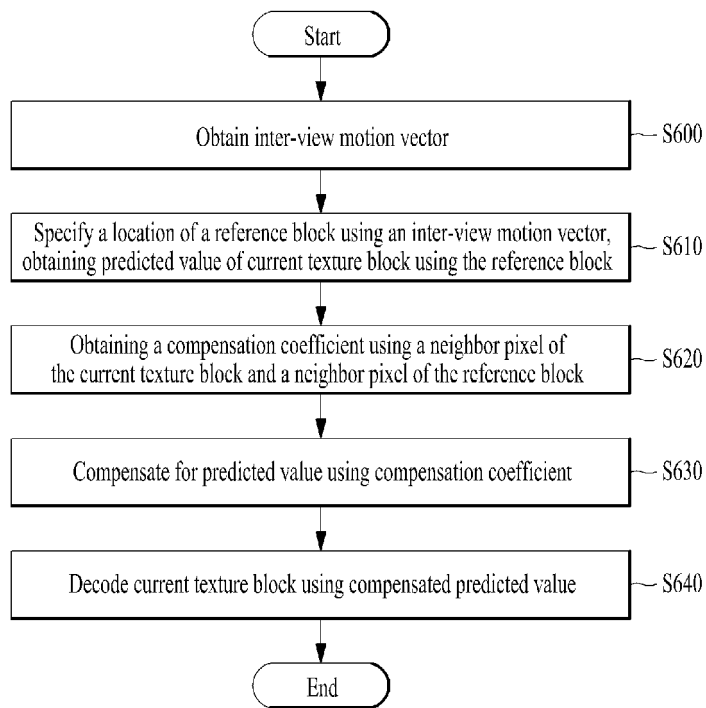 Start
Obtain inter-view motion vector
S600
Specify a location of a reference block using an inter-view motion vector,
obtaining predicted value of current texture block using the reference block
S610
Obtaining a compensation coefficient using a neighbor pixel of
the current texture block and a neighbor pixel of the reference block
S620
Compensate for predicted value using compensation coefficient
S630
Decode current texture block using compensated predicted value
S640
End